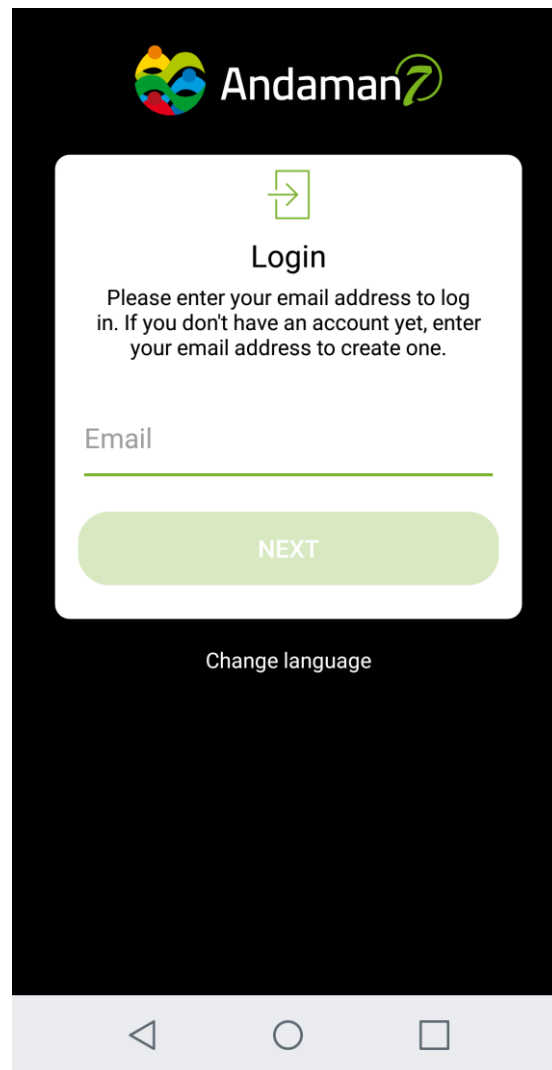 Andaman7
Login
Please enter your email address to log
in. If you don't have an account yet, enter
your email address to create one.
Email
NEXT
Change language